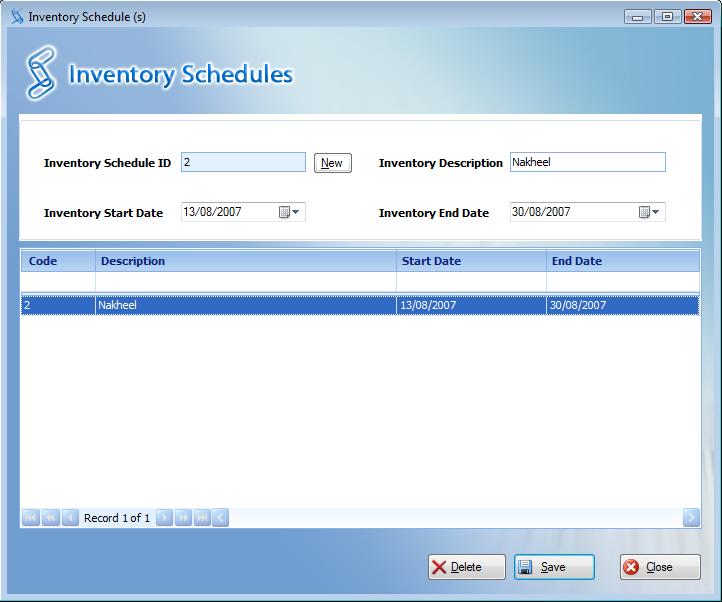 Inventory Schedule (s)
Inventory Schedules
Inventory Schedule ID 2 New Inventory Description Nakheel
Inventory Start Date 13/08/2007 Inventory End Date 30/08/2007
Code Description Start Date End Date
2 Nakheel 13/08/2007 30/08/2007
Record 1 of 1
Delete Save Close